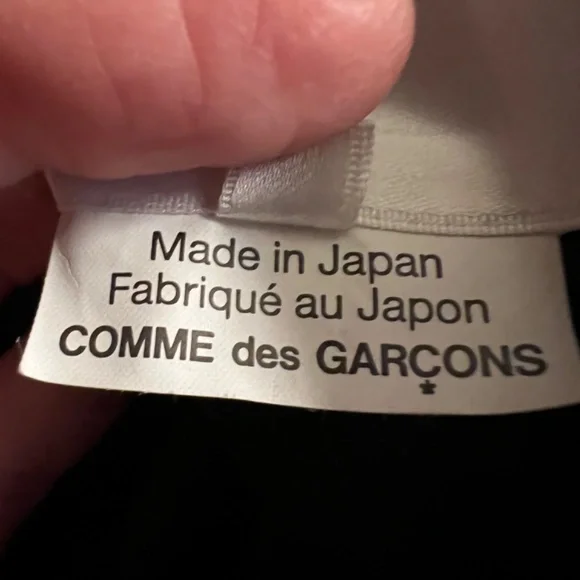 Made in Japan
Fabriqué au Japon
COMME des GARÇONS